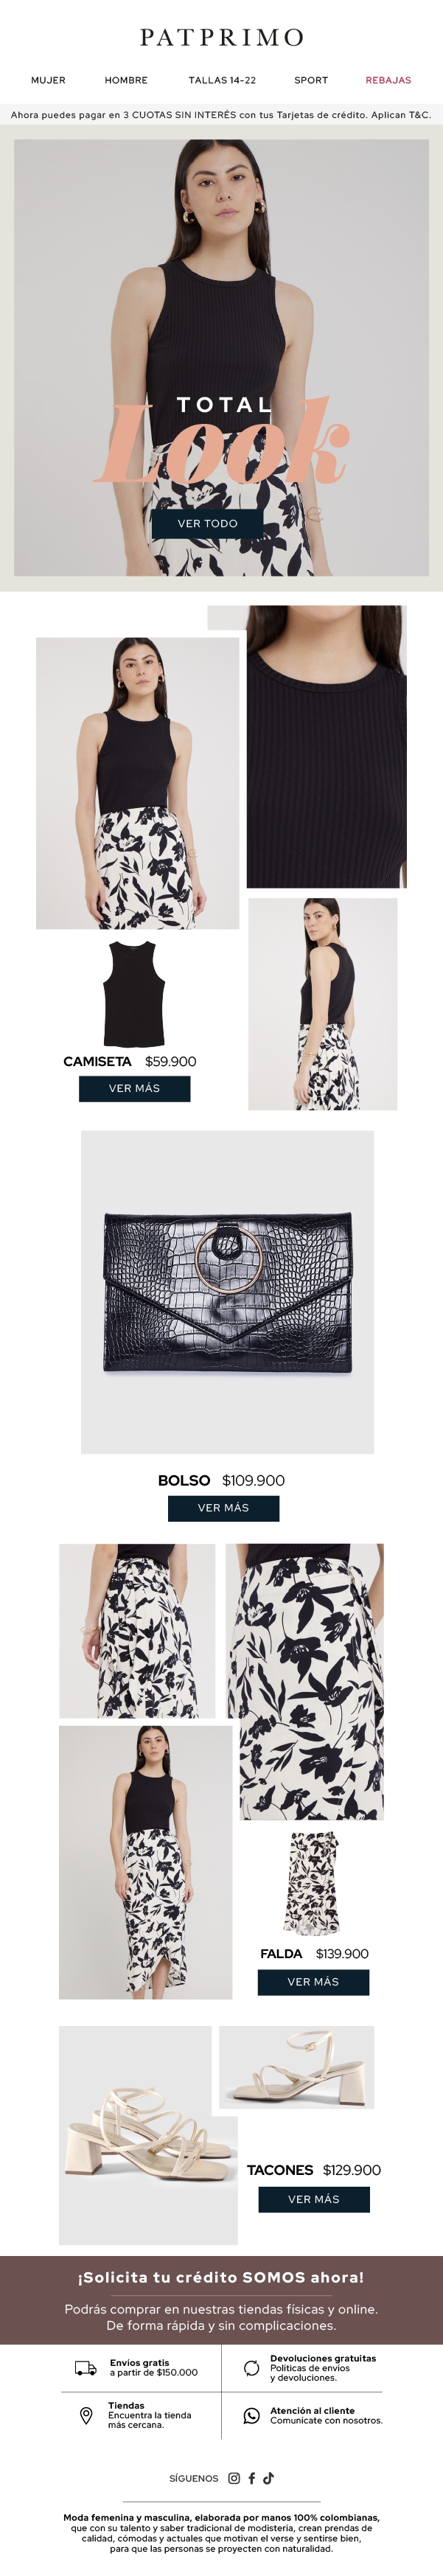 PATPRIMO
MUJER HOMBRE TALLAS 14-22 SPORT REBAJAS
Ahora puedes pagar en 3 CUOTAS SIN INTERÉS con tus Tarjetas de crédito. Aplican T&C.
TOTAL
Look
VER TODO
CAMISETA $59.900
VER MÁS
BOLSO $109.900
VER MÁS
FALDA $139.900
VER MÁS
TACONES $129.900
VER MÁS
¡Solicita tu crédito SOMOS ahora!
Podrás comprar en nuestras tiendas físicas y online.
De forma rápida y sin complicaciones.
Envíos gratis
a partir de $150.000
Devoluciones gratuitas
Políticas de envíos
y devoluciones.
Tiendas
Encuentra la tienda
más cercana.
Atención al cliente
Comunícate con nosotros.
SÍGUENOS
Moda femenina y masculina, elaborada por manos 100% colombianas,
que con su talento y saber tradicional de modistería, crean prendas de
calidad, cómodas y actuales que motivan el verse y sentirse bien,
para que las personas se proyecten con naturalidad.